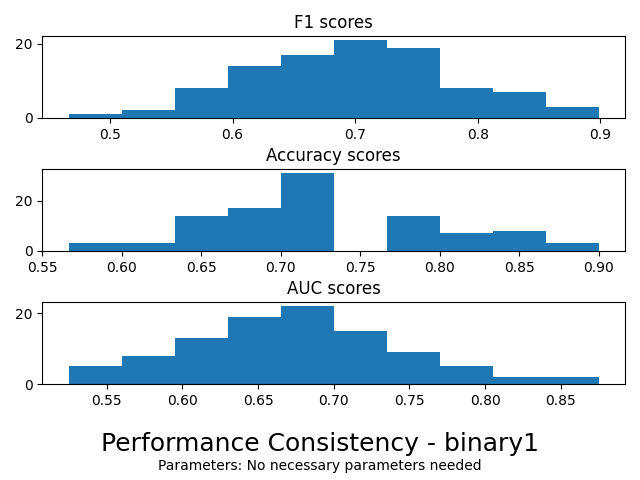 F1 scores
20
0
0.5 0.6 0.7 0.8 0.9
Accuracy scores
20
0
0.55 0.60 0.65 0.70 0.75 0.80 0.85 0.90
AUC scores
20
0
0.55 0.60 0.65 0.70 0.75 0.80 0.85
Performance Consistency - binary1
Parameters: No necessary parameters needed